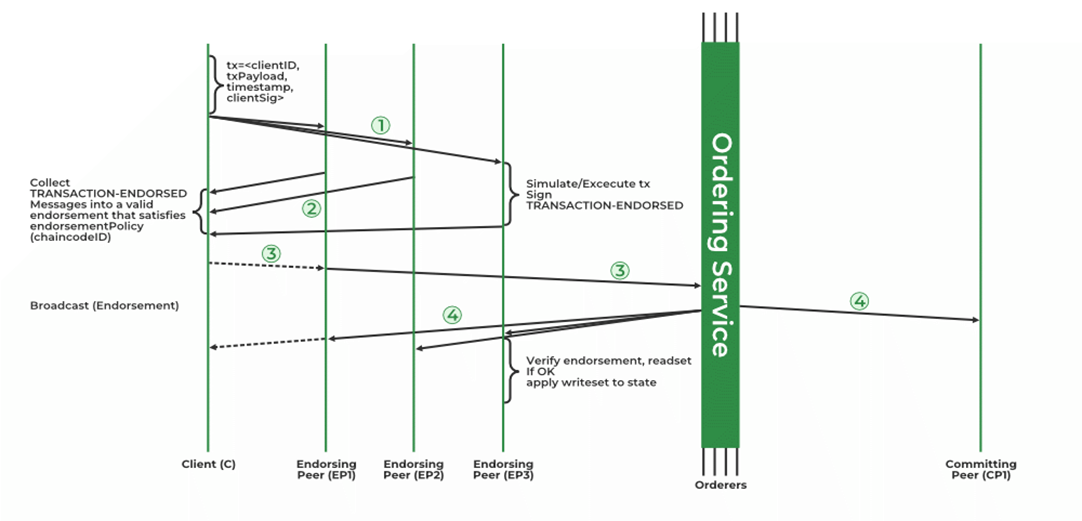 tx=<clientID,
txPayload,
timestamp,
clientSig>
1
Collect
TRANSACTION-ENDORSED
Messages into a valid
endorsement that satisfies
endorsementPolicy
(chaincodeID)
2
Simulate/Excecute tx
Sign
TRANSACTION-ENDORSED
Ordering Service
3
3
Broadcast (Endorsement)
4
4
Verify endorsement, readset
If OK
apply writeset to state
Client (C)
Endorsing
Peer (EP1)
Endorsing
Peer (EP2)
Endorsing
Peer (EP3)
Orderers
Committing
Peer (CP1)